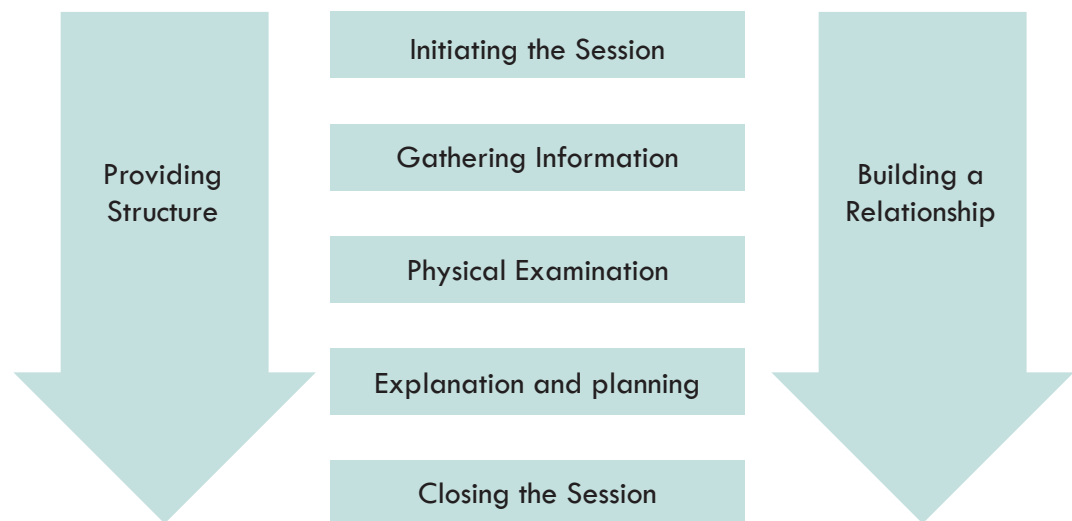 Initiating the Session
Gathering Information
Providing
Structure
Building a
Relationship
Physical Examination
Explanation and planning
Closing the Session